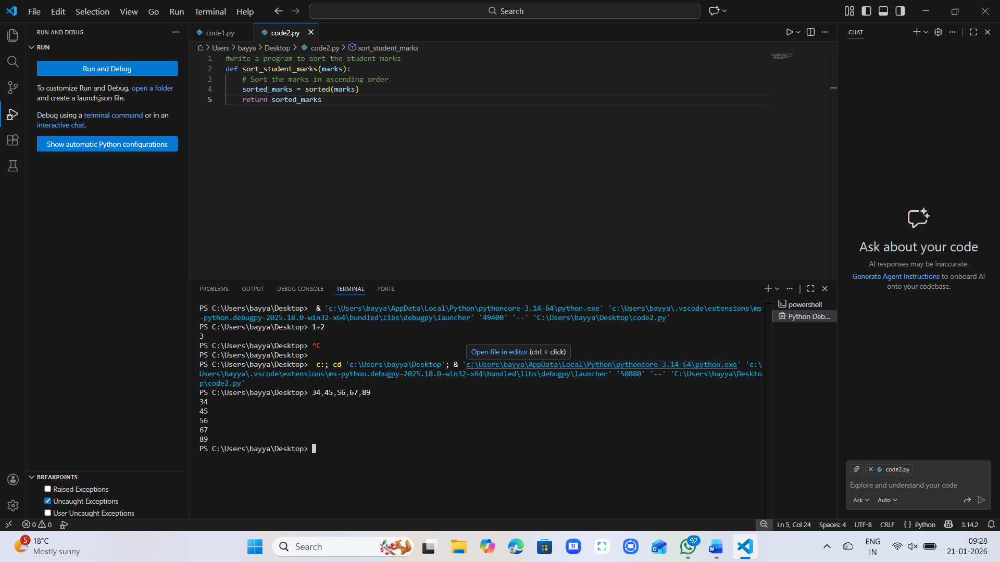 File Edit Selection View Go Run Terminal Help
Search
RUN AND DEBUG
RUN
Run and Debug
To customize Run and Debug, open a folder
and create a launch.json file.
Debug using a terminal command or in an
interactive chat.
Show automatic Python configurations
BREAKPOINTS
Raised Exceptions
Uncaught Exceptions
User Uncaught Exceptions
code1.py
code2.py
C: > Users > bayya > Desktop > code2.py > sort_student_marks
1 #write a program to sort the student marks
2 def sort_student_marks(marks):
3 # Sort the marks in ascending order
4 sorted_marks = sorted(marks)
5 return sorted_marks
PROBLEMS OUTPUT DEBUG CONSOLE TERMINAL PORTS
PS C:\Users\bayya\Desktop>  & 'c:\Users\bayya\AppData\Local\Python\pythoncore-3.14-64\python.exe' 'c:\Users\bayya\.vscode\extensions\ms
-python.debugpy-2025.18.0-win32-x64\bundled\libs\debugpy\launcher' '49400' '--' 'C:\Users\bayya\Desktop\code2.py'
PS C:\Users\bayya\Desktop> 1+2
3
PS C:\Users\bayya\Desktop> ^C
PS C:\Users\bayya\Desktop>
Open file in editor (ctrl + click)
PS C:\Users\bayya\Desktop>  c:; cd 'c:\Users\bayya\Desktop'; & 'c:\Users\bayya\AppData\Local\Python\pythoncore-3.14-64\python.exe' 'c:\
Users\bayya\.vscode\extensions\ms-python.debugpy-2025.18.0-win32-x64\bundled\libs\debugpy\launcher' '50880' '--' 'C:\Users\bayya\Deskto
p\code2.py'
PS C:\Users\bayya\Desktop> 34,45,56,67,89
34
45
56
67
89
PS C:\Users\bayya\Desktop>
powershell
Python Deb...
CHAT
Ask about your code
AI responses may be inaccurate.
Generate Agent Instructions to onboard AI
onto your codebase.
code2.py
Explore and understand your code
Ask Auto
0 0
Ln 5, Col 24 Spaces: 4 UTF-8 CRLF {} Python 3.14.2
5
18°C
Mostly sunny
Search
92
ENG
IN
09:28
21-01-2026